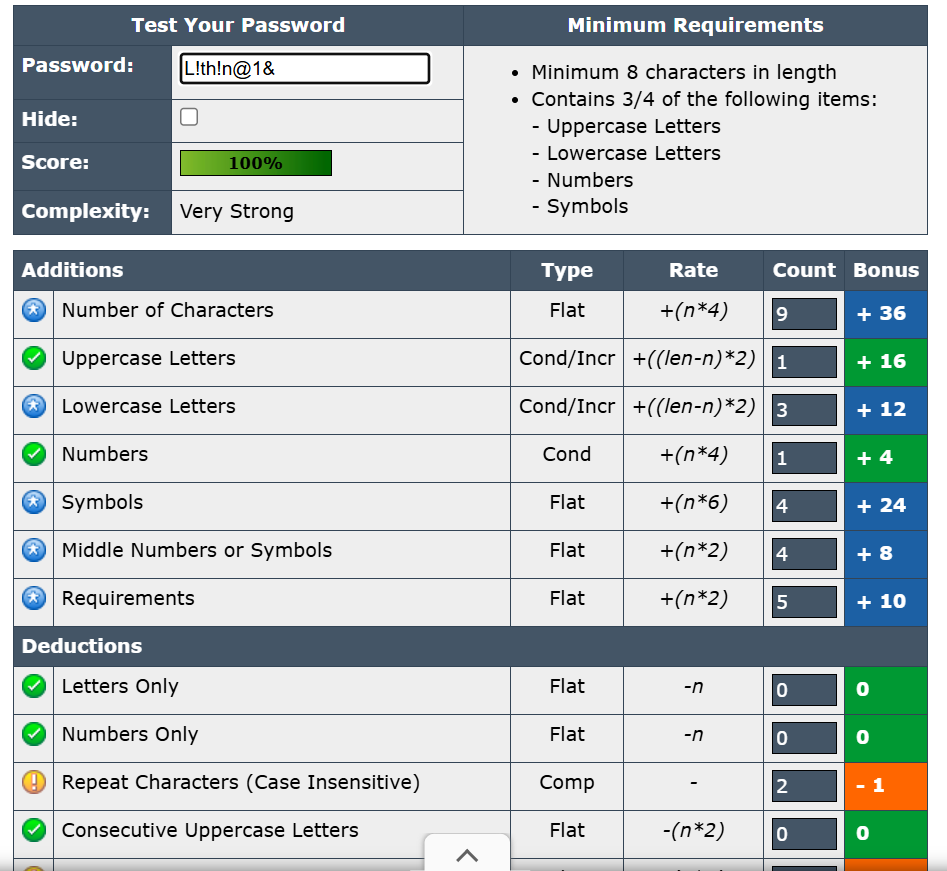 Test Your Password Minimum Requirements
Password: L!th!n@1&
Hide:
Score: 100%
Complexity: Very Strong
• Minimum 8 characters in length
• Contains 3/4 of the following items:
- Uppercase Letters
- Lowercase Letters
- Numbers
- Symbols
Additions Type Rate Count Bonus
Number of Characters Flat +(n*4) 9 + 36
Uppercase Letters Cond/Incr +((len-n)*2) 1 + 16
Lowercase Letters Cond/Incr +((len-n)*2) 3 + 12
Numbers Cond +(n*4) 1 + 4
Symbols Flat +(n*6) 4 + 24
Middle Numbers or Symbols Flat +(n*2) 4 + 8
Requirements Flat +(n*2) 5 + 10
Deductions
Letters Only Flat -n 0 0
Numbers Only Flat -n 0 0
Repeat Characters (Case Insensitive) Comp - 2 - 1
Consecutive Uppercase Letters Flat -(n*2) 0 0